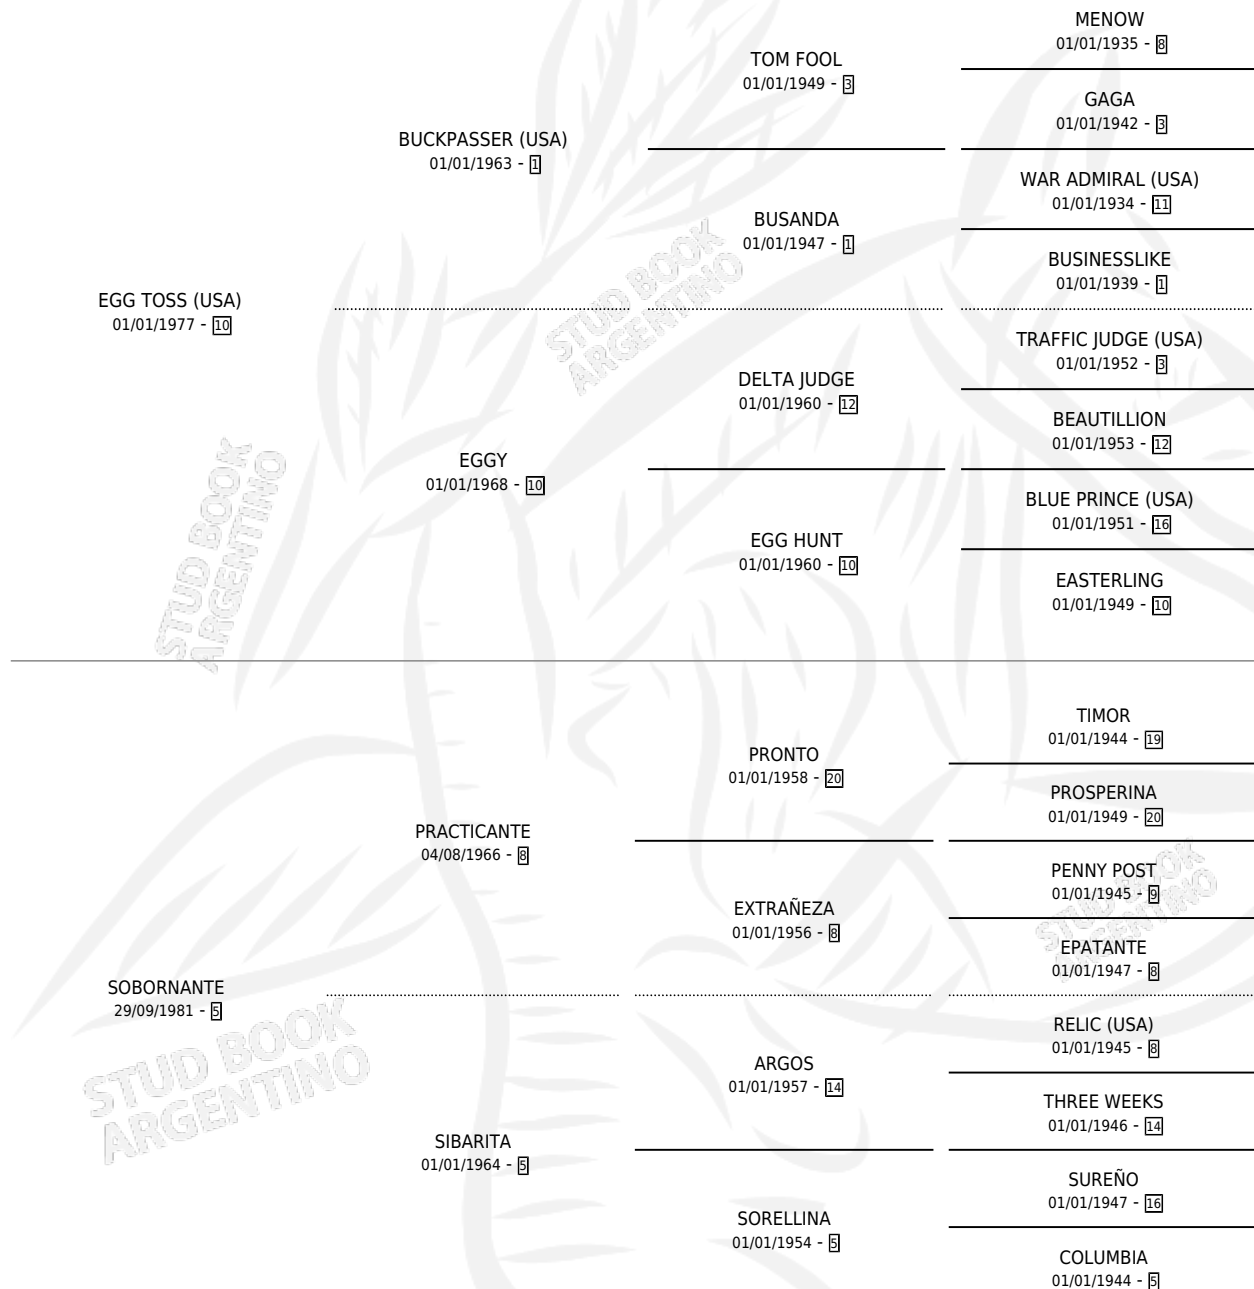 MENOW
01/01/1935 - 8
TOM FOOL
01/01/1949 - 3
GAGA
01/01/1942 - 3
BUCKPASSER (USA)
01/01/1963 - 1
WAR ADMIRAL (USA)
01/01/1934 - 11
BUSANDA
01/01/1947 - 1
BUSINESSLIKE
01/01/1939 - 1
EGG TOSS (USA)
01/01/1977 - 10
TRAFFIC JUDGE (USA)
01/01/1952 - 3
DELTA JUDGE
01/01/1960 - 12
BEAUTILLION
01/01/1953 - 12
EGGY
01/01/1968 - 10
BLUE PRINCE (USA)
01/01/1951 - 16
EGG HUNT
01/01/1960 - 10
EASTERLING
01/01/1949 - 10
TIMOR
01/01/1944 - 19
PRONTO
01/01/1958 - 20
PROSPERINA
01/01/1949 - 20
PRACTICANTE
04/08/1966 - 8
PENNY POST
01/01/1945 - 9
EXTRAÑEZA
01/01/1956 - 8
EPATANTE
01/01/1947 - 8
SOBORNANTE
29/09/1981 - 5
RELIC (USA)
01/01/1945 - 8
ARGOS
01/01/1957 - 14
THREE WEEKS
01/01/1946 - 14
SIBARITA
01/01/1964 - 5
SUREÑO
01/01/1947 - 16
SORELLINA
01/01/1954 - 5
COLUMBIA
01/01/1944 - 5
STUD BOOK
ARGENTINO
STUD BOOK
ARGENTINO
STUD BOOK
ARGENTINO
STUD BOOK
ARGENTINO